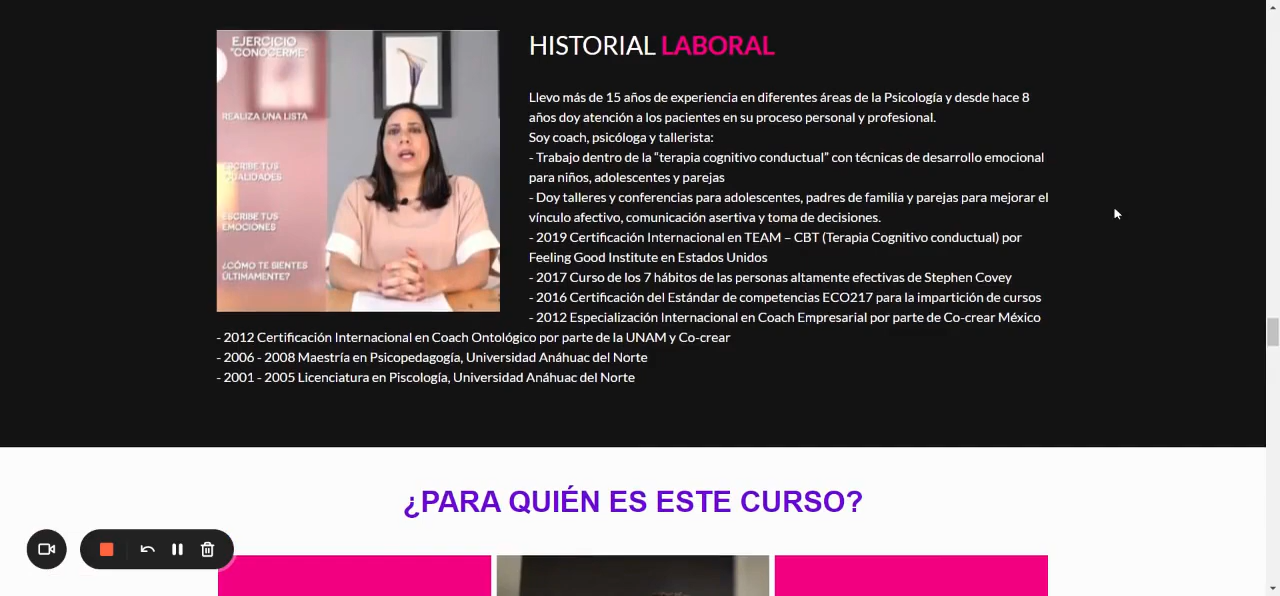 EJERCICIO
"CONOCERME"
REALIZA UNA LISTA
ESCRIBE TUS
CUALIDADES
ESCRIBE TUS
EMOCIONES
¿CÓMO TE SIENTES
ÚLTIMAMENTE?
HISTORIAL LABORAL
Llevo más de 15 años de experiencia en diferentes áreas de la Psicología y desde hace 8
años doy atención a los pacientes en su proceso personal y profesional.
Soy coach, psicóloga y tallerista:
- Trabajo dentro de la “terapia cognitivo conductual” con técnicas de desarrollo emocional
para niños, adolescentes y parejas
- Doy talleres y conferencias para adolescentes, padres de familia y parejas para mejorar el
vínculo afectivo, comunicación asertiva y toma de decisiones.
- 2019 Certificación Internacional en TEAM – CBT (Terapia Cognitivo conductual) por
Feeling Good Institute en Estados Unidos
- 2017 Curso de los 7 hábitos de las personas altamente efectivas de Stephen Covey
- 2016 Certificación del Estándar de competencias ECO217 para la impartición de cursos
- 2012 Especialización Internacional en Coach Empresarial por parte de Co-crear México
- 2012 Certificación Internacional en Coach Ontológico por parte de la UNAM y Co-crear
- 2006 - 2008 Maestría en Psicopedagogía, Universidad Anáhuac del Norte
- 2001 - 2005 Licenciatura en Piscología, Universidad Anáhuac del Norte
¿PARA QUIÉN ES ESTE CURSO?